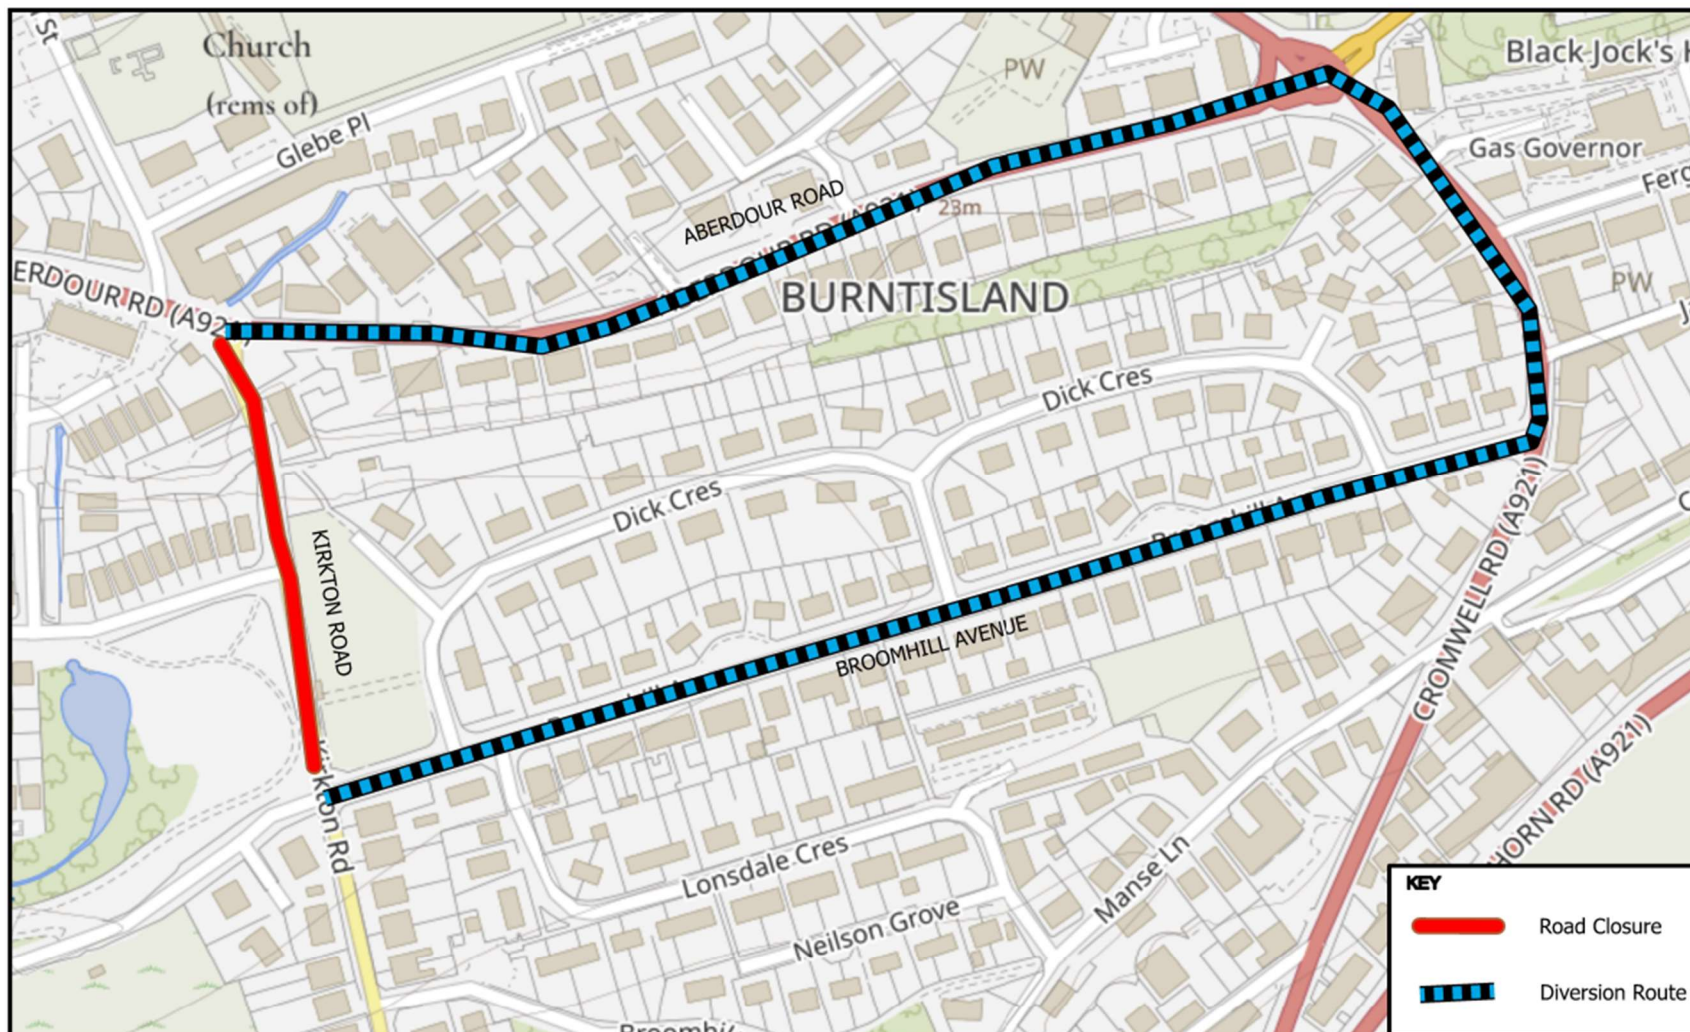 St
Church
(rems of)
PW
Black Jock's
Glebe Pl
Gas Governor
ABERDOUR ROAD
23m
BURNTISLAND
PW
ERDOUR RD (A92
Dick Cres
Dick Cres
KIRKTON ROAD
BROOMHILL AVENUE
CROMWELL RD (A921)
Kirkton Rd
Lonsdale Cres
Manse Ln
Neilson Grove
HORN RD (A921)
KEY
Road Closure
Diversion Route